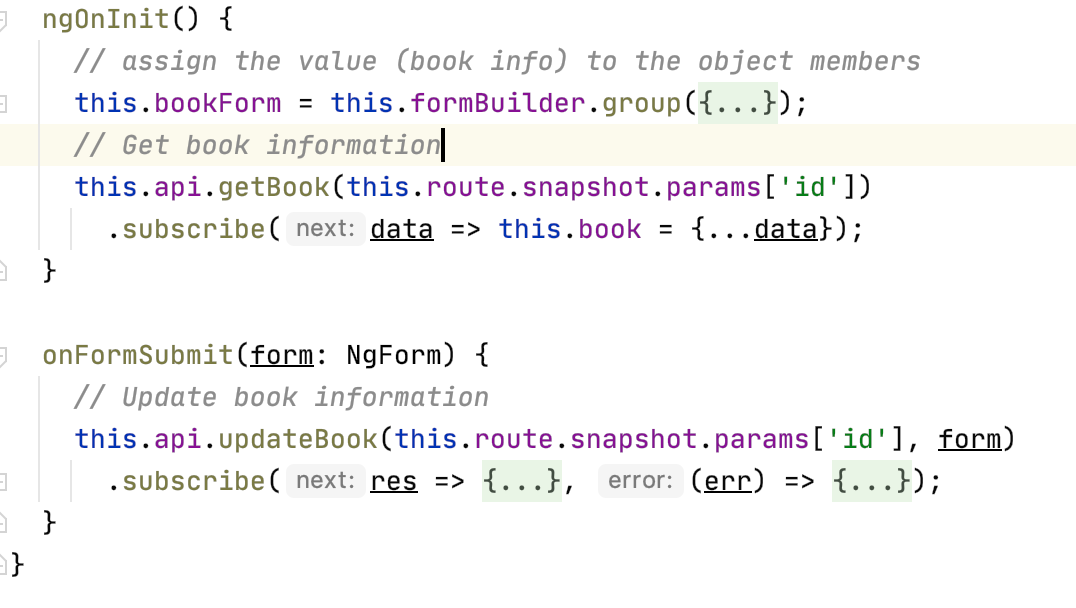 ngOnInit() {
// assign the value (book info) to the object members
this.bookForm = this.formBuilder.group({...});
// Get book information
this.api.getBook(this.route.snapshot.params['id'])
.subscribe( next: data => this.book = {...data});
}
onFormSubmit(form: NgForm) {
// Update book information
this.api.updateBook(this.route.snapshot.params['id'], form)
.subscribe( next: res => {...}, error: (err) => {...});
}
}